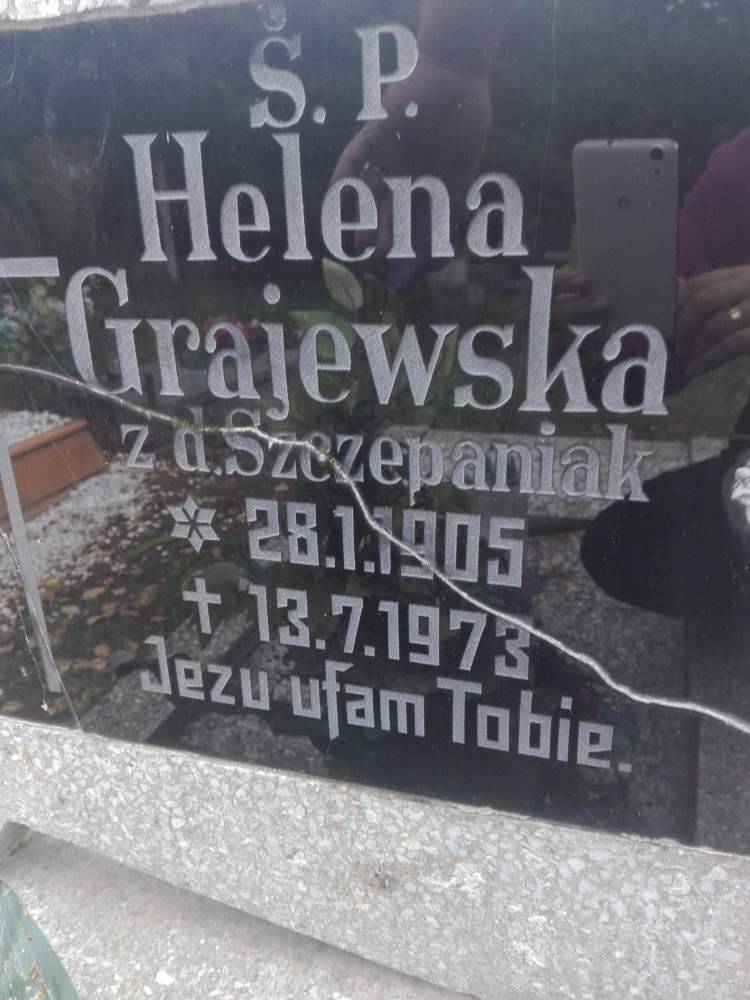 Ś. P.
Helena
Grajewska
z d. Szczepaniak
* 28.1.1905
† 13.7.1973
Jezu ufam Tobie.